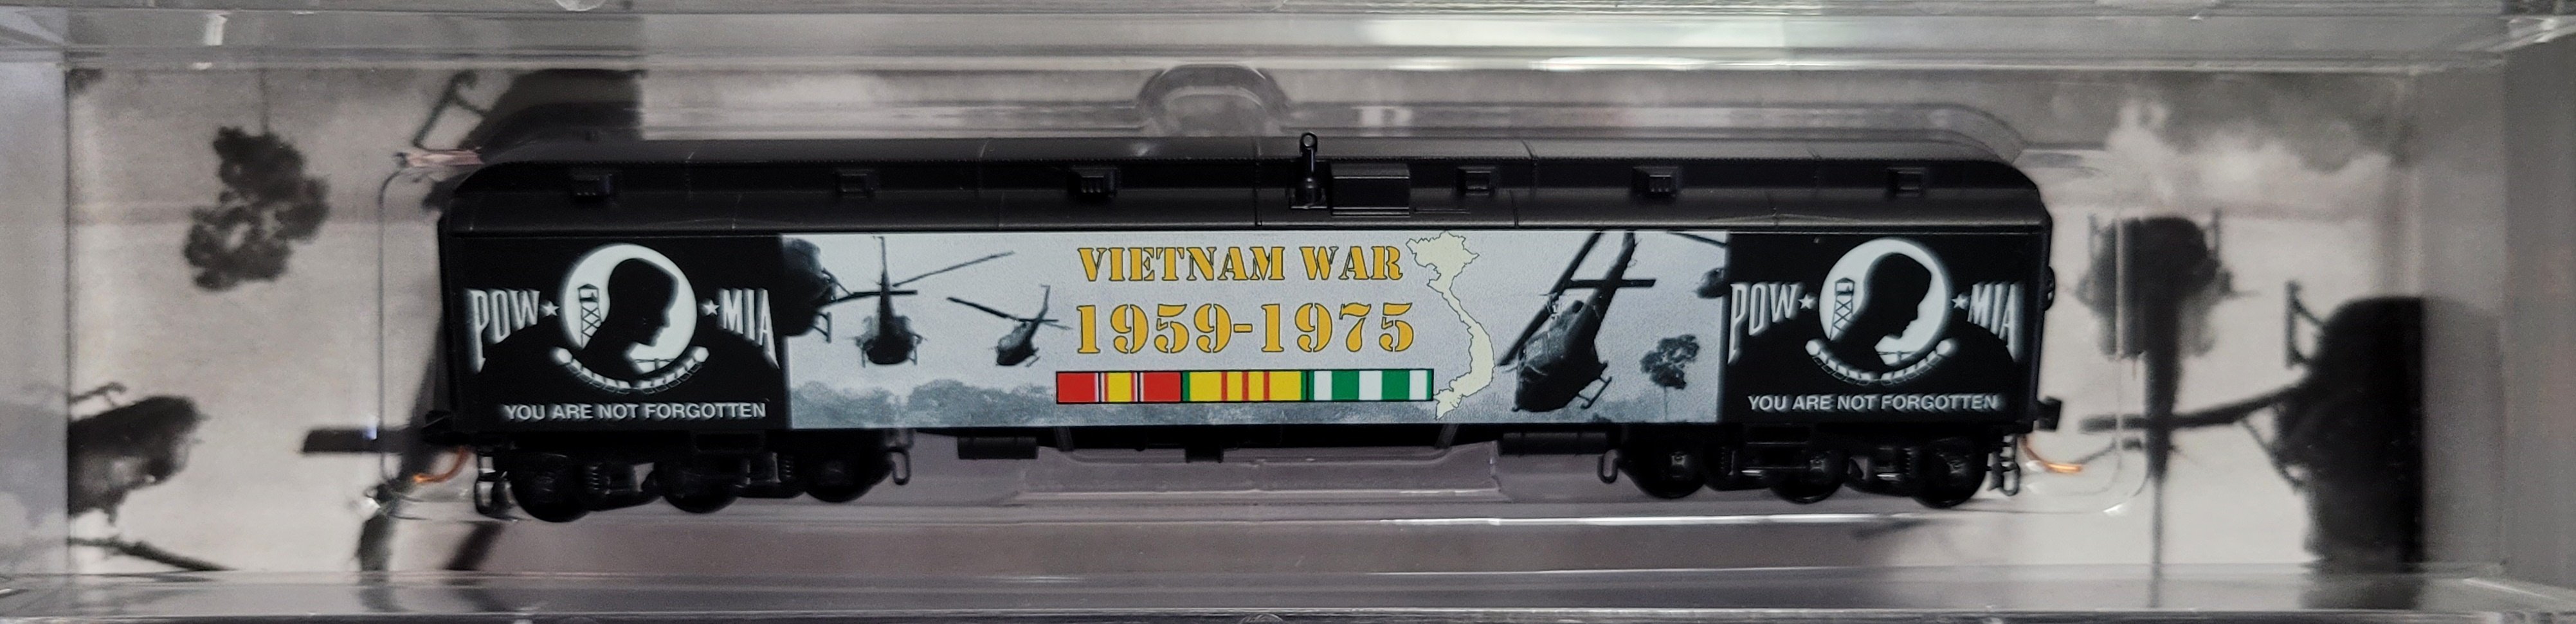 POW★MIA
YOU ARE NOT FORGOTTEN
VIETNAM WAR
1959-1975
POW★MIA
YOU ARE NOT FORGOTTEN